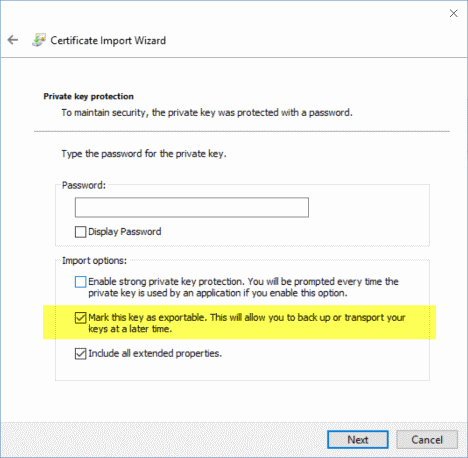 Certificate Import Wizard
Private key protection
To maintain security, the private key was protected with a password.
Type the password for the private key.
Password:
Display Password
Import options:
Enable strong private key protection. You will be prompted every time the
private key is used by an application if you enable this option.
Mark this key as exportable. This will allow you to back up or transport your
keys at a later time.
Include all extended properties.
Next
Cancel